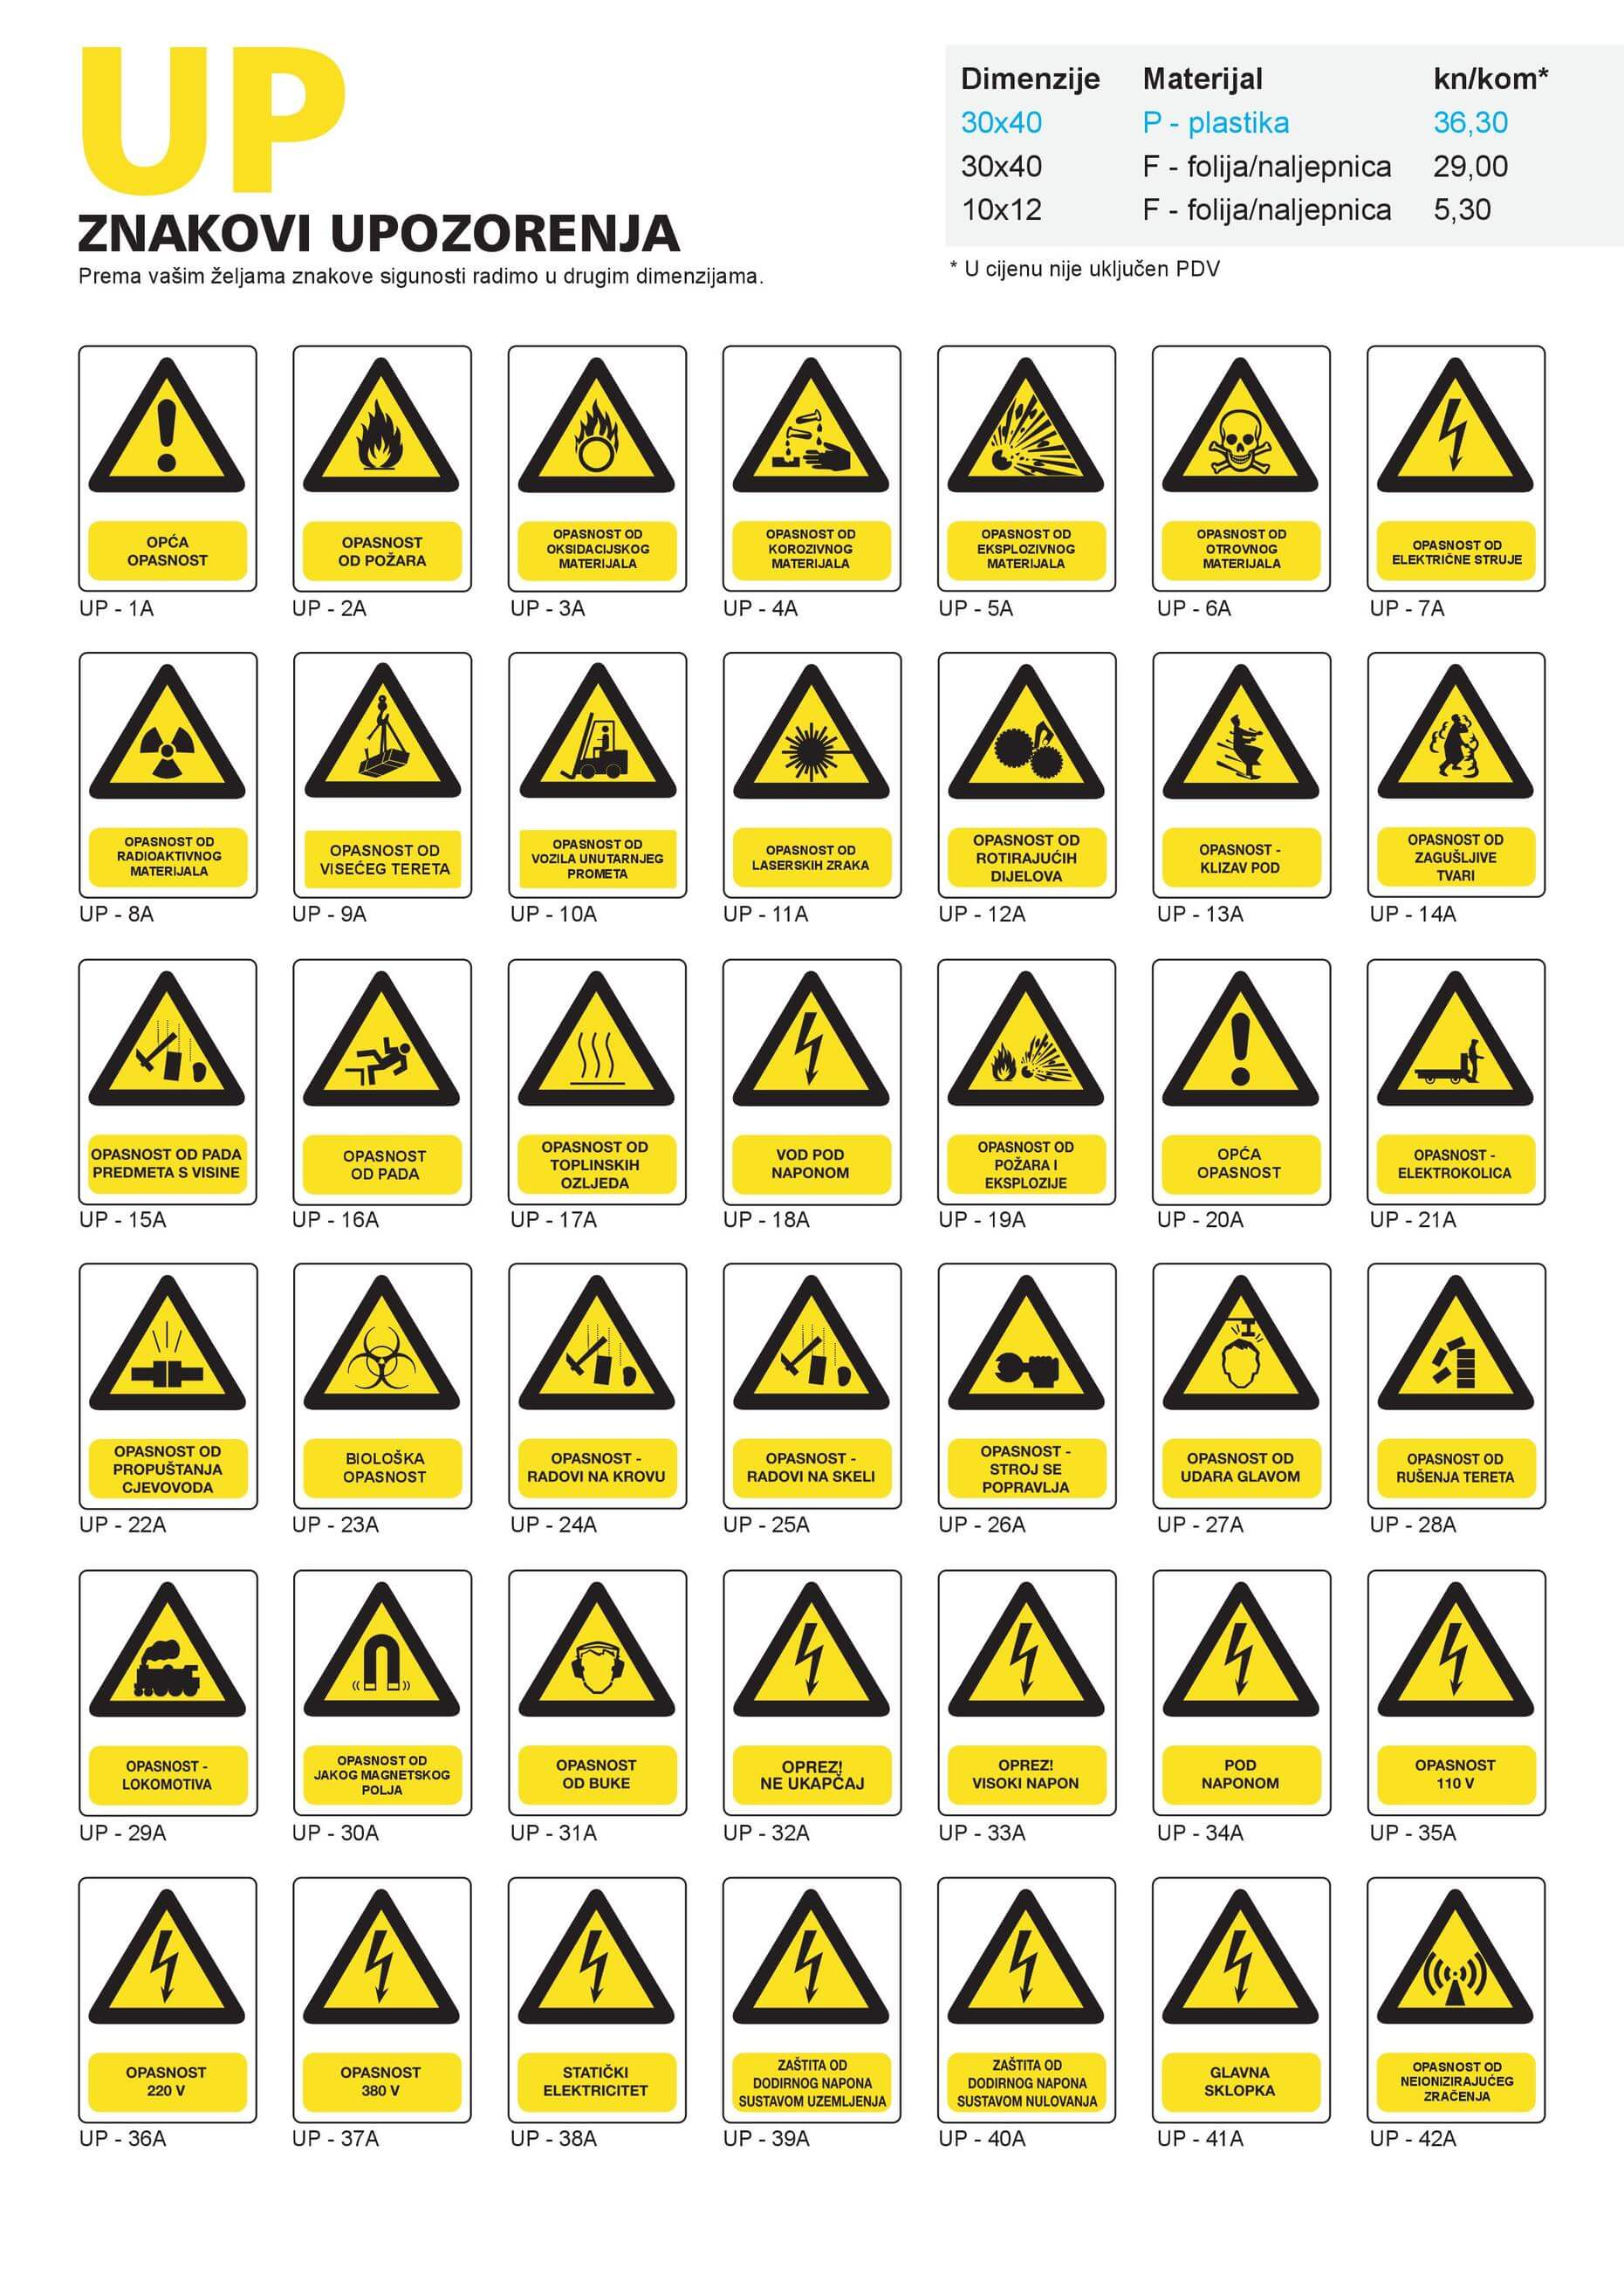 UP
ZNAKOVI UPOZORENJA
Prema vašim željama znakove sigunosti radimo u drugim dimenzijama.
Dimenzije Materijal kn/kom*
30x40 P - plastika 36,30
30x40 F - folija/naljepnica 29,00
10x12 F - folija/naljepnica 5,30
* U cijenu nije uključen PDV
OPĆA
OPASNOST
UP - 1A
OPASNOST
OD POŽARA
UP - 2A
OPASNOST OD
OKSIDACIJSKOG
MATERIJALA
UP - 3A
OPASNOST OD
KOROZIVNOG
MATERIJALA
UP - 4A
OPASNOST OD
EKSPLOZIVNOG
MATERIJALA
UP - 5A
OPASNOST OD
OTROVNOG
MATERIJALA
UP - 6A
OPASNOST OD
ELEKTRIČNE STRUJE
UP - 7A
OPASNOST OD
RADIOAKTIVNOG
MATERIJALA
UP - 8A
OPASNOST OD
VISEĆEG TERETA
UP - 9A
OPASNOST OD
VOZILA UNUTARNJEG
PROMETA
UP - 10A
OPASNOST OD
LASERSKIH ZRAKA
UP - 11A
OPASNOST OD
ROTIRAJUĆIH
DIJELOVA
UP - 12A
OPASNOST -
KLIZAV POD
UP - 13A
OPASNOST OD
ZAGUŠLJIVE
TVARI
UP - 14A
OPASNOST OD PADA
PREDMETA S VISINE
UP - 15A
OPASNOST
OD PADA
UP - 16A
OPASNOST OD
TOPLINSKIH
OZLJEDA
UP - 17A
VOD POD
NAPONOM
UP - 18A
OPASNOST OD
POŽARA I
EKSPLOZIJE
UP - 19A
OPĆA
OPASNOST
UP - 20A
OPASNOST -
ELEKTROKOLICA
UP - 21A
OPASNOST OD
PROPUŠTANJA
CJEVOVODA
UP - 22A
BIOLOŠKA
OPASNOST
UP - 23A
OPASNOST -
RADOVI NA KROVU
UP - 24A
OPASNOST -
RADOVI NA SKELI
UP - 25A
OPASNOST -
STROJ SE
POPRAVLJA
UP - 26A
OPASNOST OD
UDARA GLAVOM
UP - 27A
OPASNOST OD
RUŠENJA TERETA
UP - 28A
OPASNOST -
LOKOMOTIVA
UP - 29A
OPASNOST OD
JAKOG MAGNETSKOG
POLJA
UP - 30A
OPASNOST
OD BUKE
UP - 31A
OPREZ!
NE UKAPČAJ
UP - 32A
OPREZ!
VISOKI NAPON
UP - 33A
POD
NAPONOM
UP - 34A
OPASNOST
110 V
UP - 35A
OPASNOST
220 V
UP - 36A
OPASNOST
380 V
UP - 37A
STATIČKI
ELEKTRICITET
UP - 38A
ZAŠTITA OD
DODIRNOG NAPONA
SUSTAVOM UZEMLJENJA
UP - 39A
ZAŠTITA OD
DODIRNOG NAPONA
SUSTAVOM NULOVANJA
UP - 40A
GLAVNA
SKLOPKA
UP - 41A
OPASNOST OD
NEIONIZIRAJUĆEG
ZRAČENJA
UP - 42A